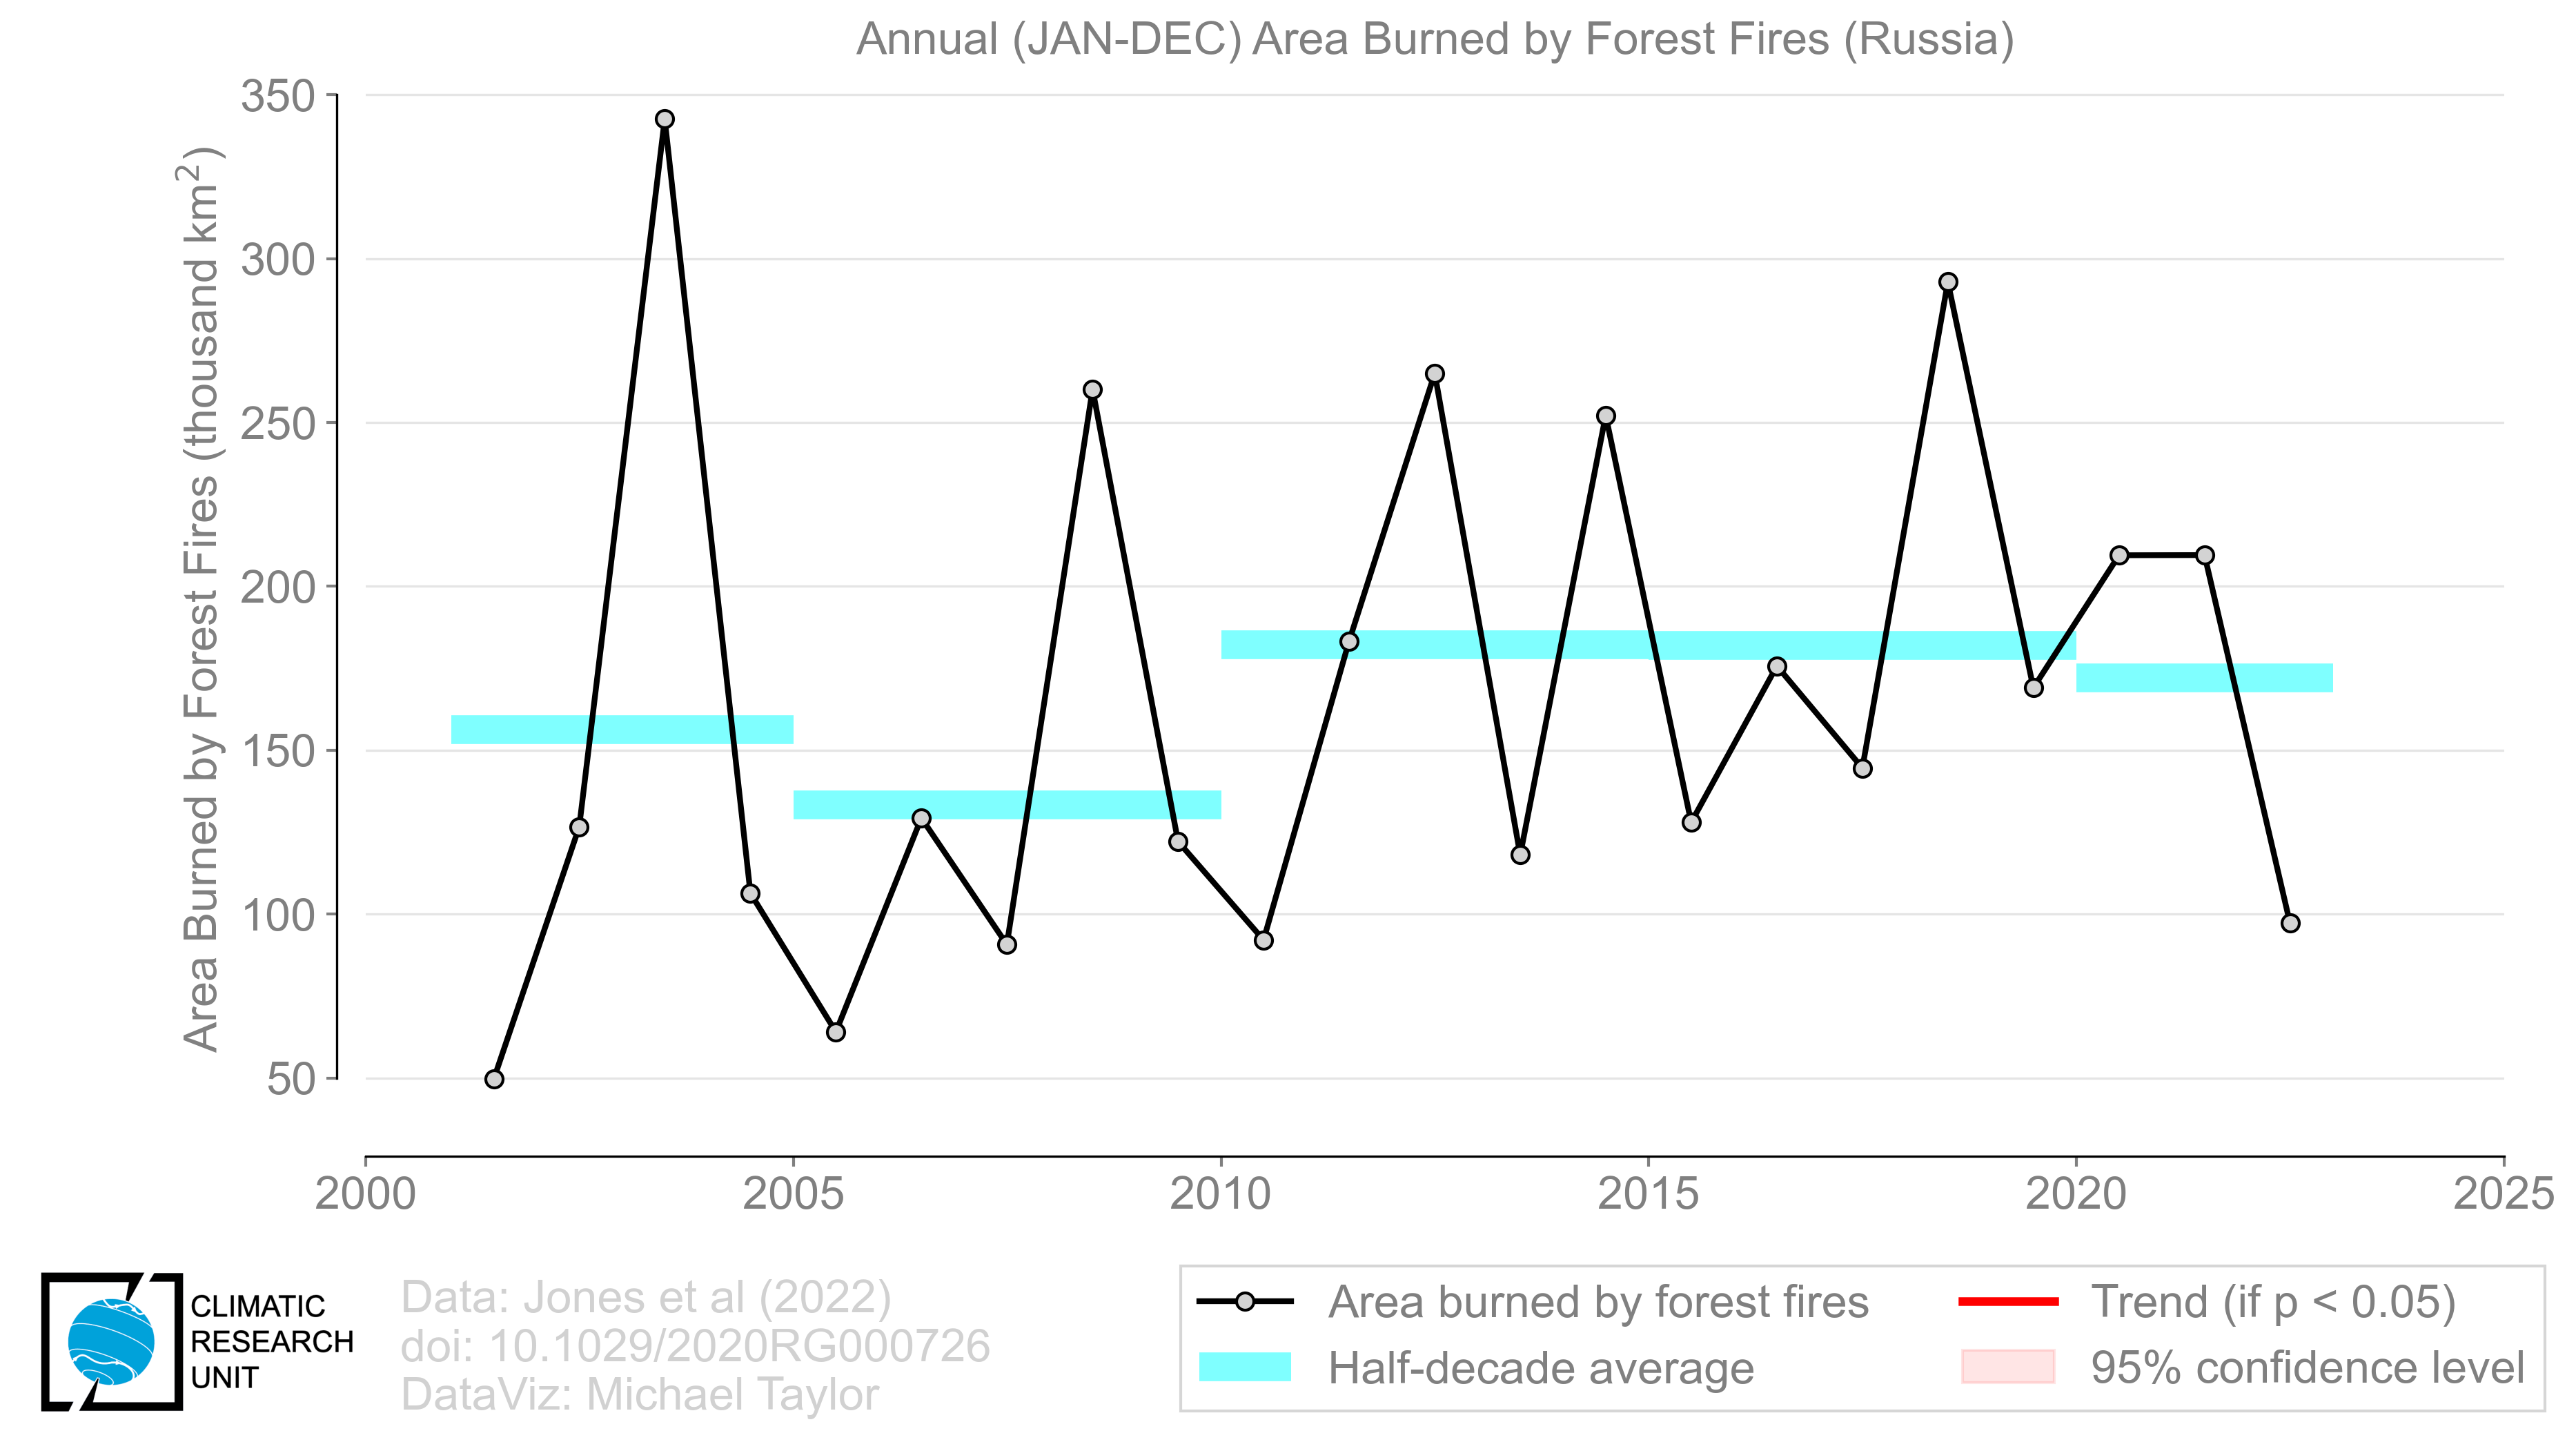 Annual (JAN-DEC) Area Burned by Forest Fires (Russia)
Area Burned by Forest Fires (thousand km²)
350
300
250
200
150
100
50
2000
2005
2010
2015
2020
2025
CLIMATIC
RESEARCH
UNIT
Data: Jones et al (2022)
doi: 10.1029/2020RG000726
DataViz: Michael Taylor
Area burned by forest fires
Half-decade average
Trend (if p < 0.05)
95% confidence level